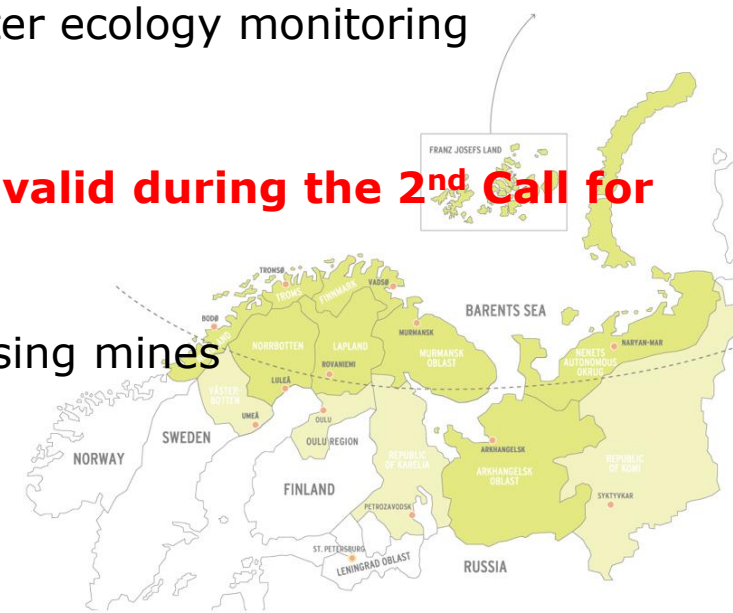 ter ecology monitoring
FRANZ JOSEFS LAND
valid during the 2nd Call for
TROMSØ
TROMS
FINNMARK
VADSØ
BARENTS SEA
BODØ
MURMANSK
NARYAN-MAR
NORRBOTTEN
LAPLAND
MURMANSK
OBLAST
NENETS
AUTONOMOUS
OKRUG
sing mines
ROVANIEMI
LULEÅ
VÄSTER-
BOTTEN
UMEÅ
OULU
OULU REGION
SWEDEN
NORWAY
FINLAND
REPUBLIC
OF KARELIA
ARKHANGELSK
ARKHANGELSK
OBLAST
REPUBLIC
OF KOMI
SYKTYVKAR
PETROZAVODSK
ST. PETERSBURG
LENINGRAD OBLAST
RUSSIA